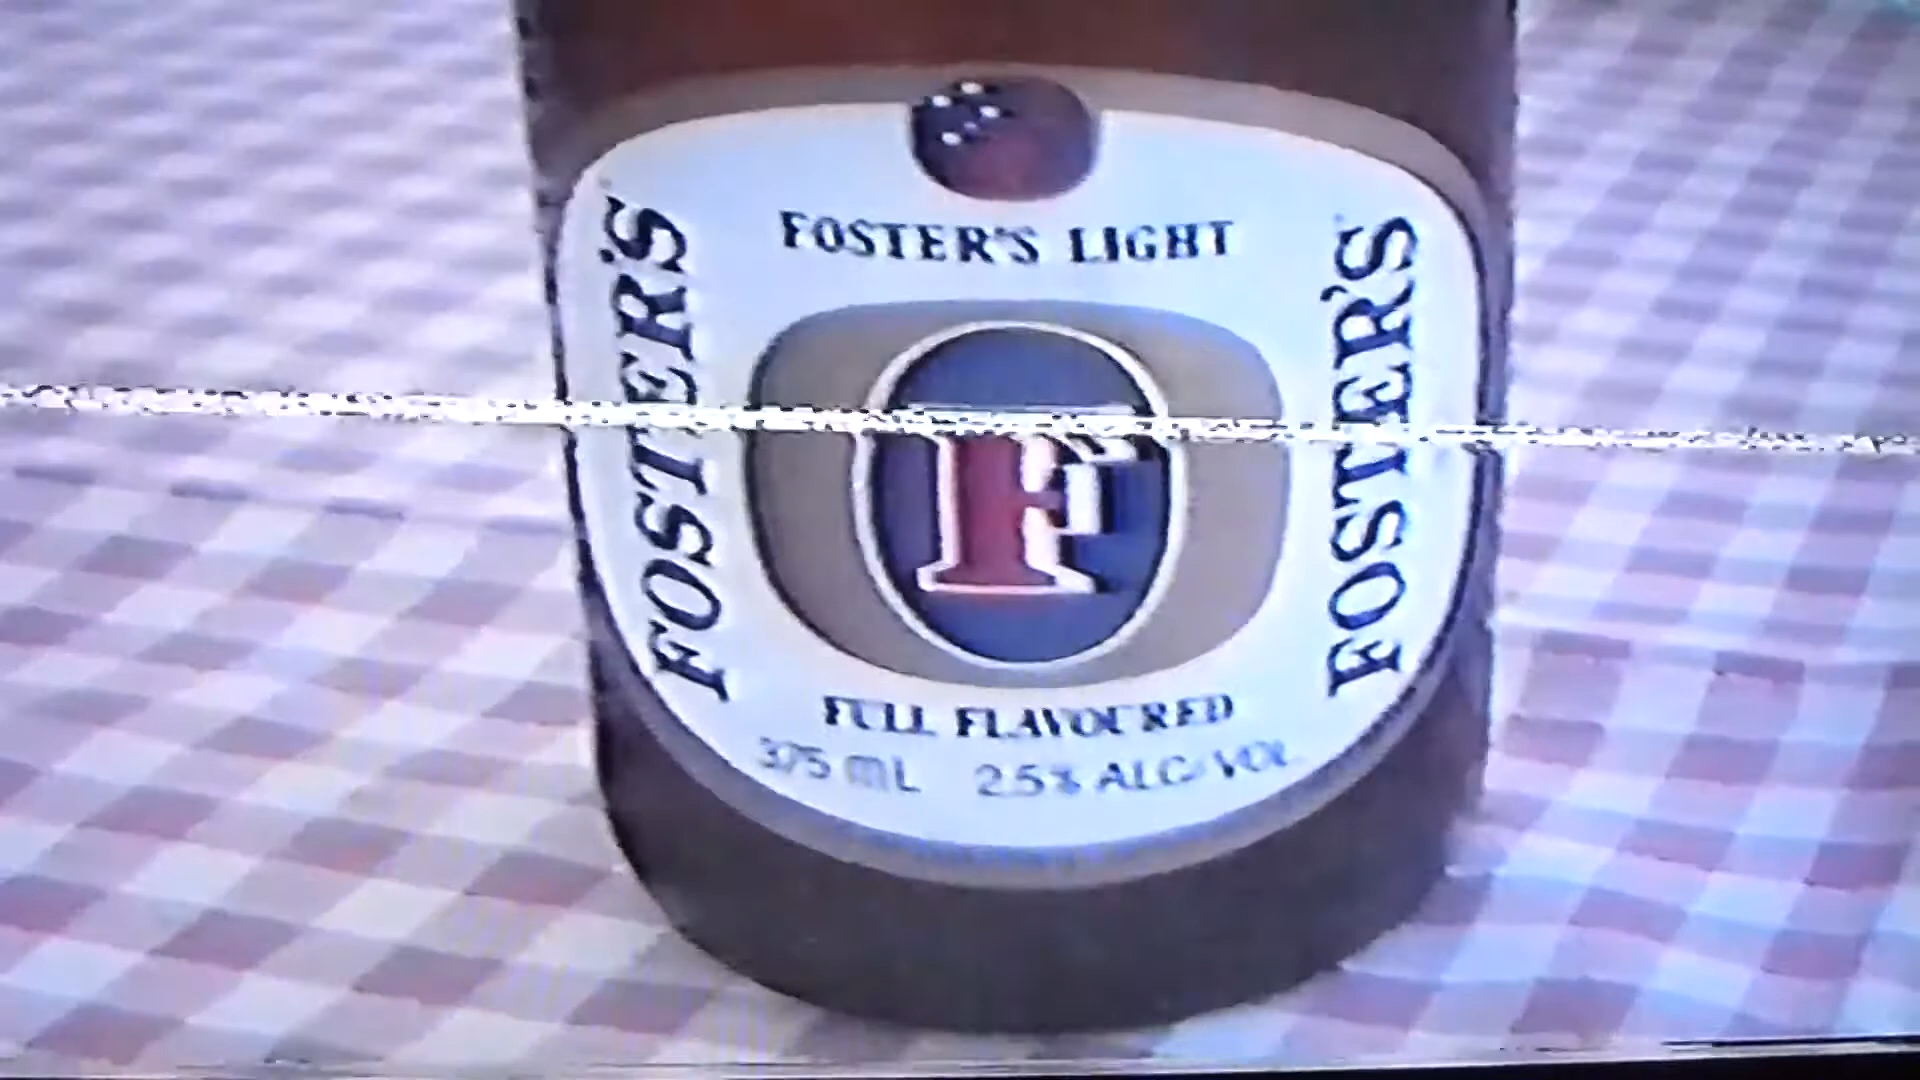 FOSTER'S LIGHT
FOSTER'S
F
FOSTER'S
FULL FLAVOURED
375 mL 2.5% ALC/VOL